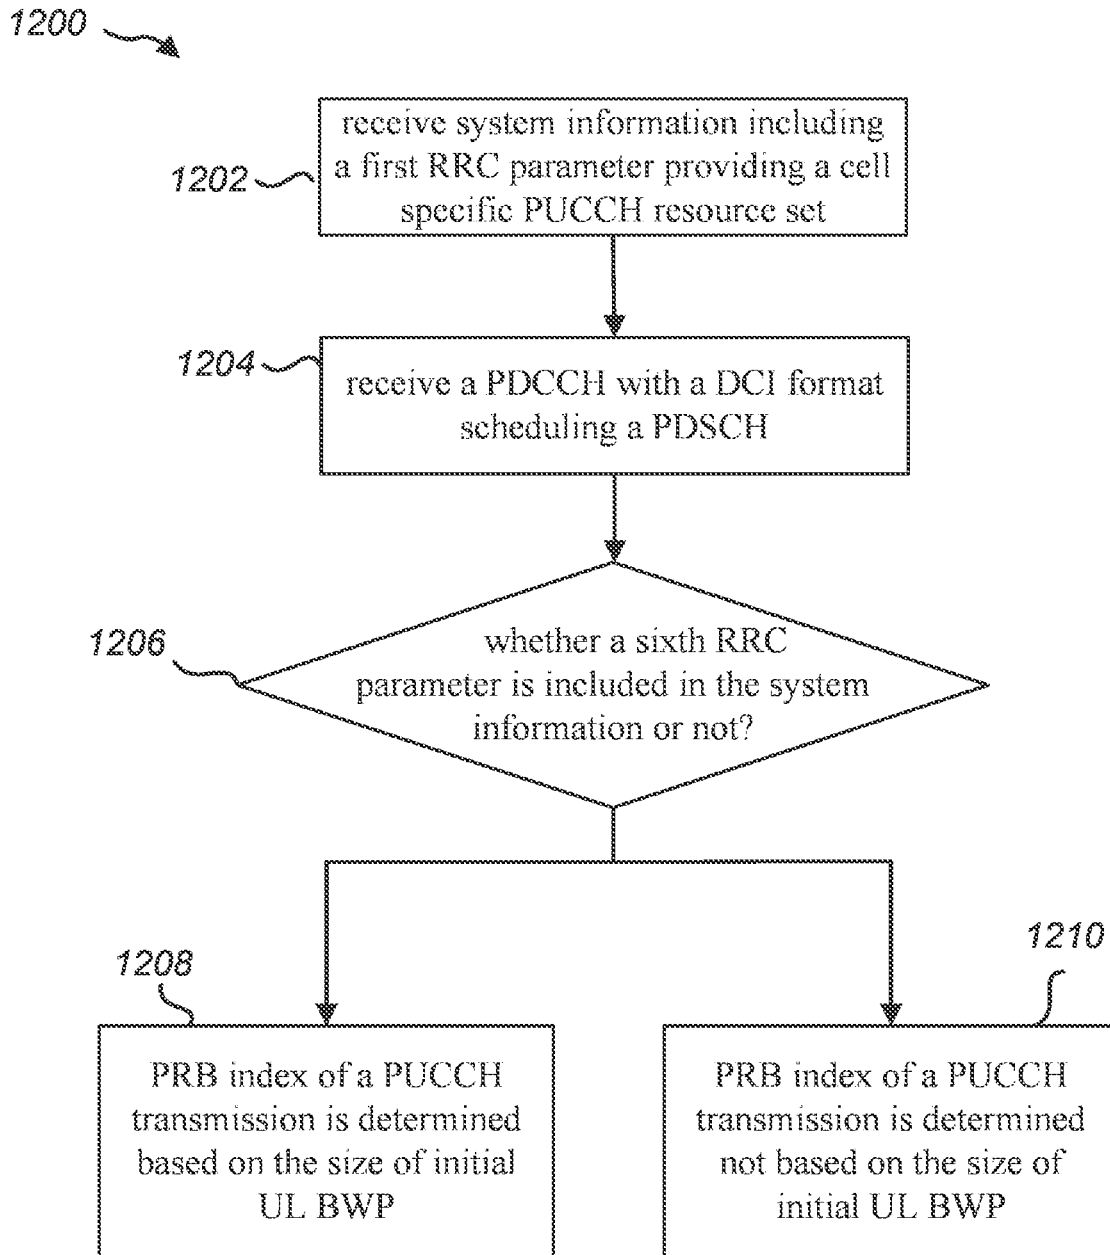 1200
receive system information including
a first RRC parameter providing a cell
specific PUCCH resource set
1202
1204
receive a PDCCH with a DCI format
scheduling a PDSCH
1206
whether a sixth RRC
parameter is included in the system
information or not?
1208
1210
PRB index of a PUCCH
transmission is determined
based on the size of initial
UL BWP
PRB index of a PUCCH
transmission is determined
not based on the size of
initial UL BWP